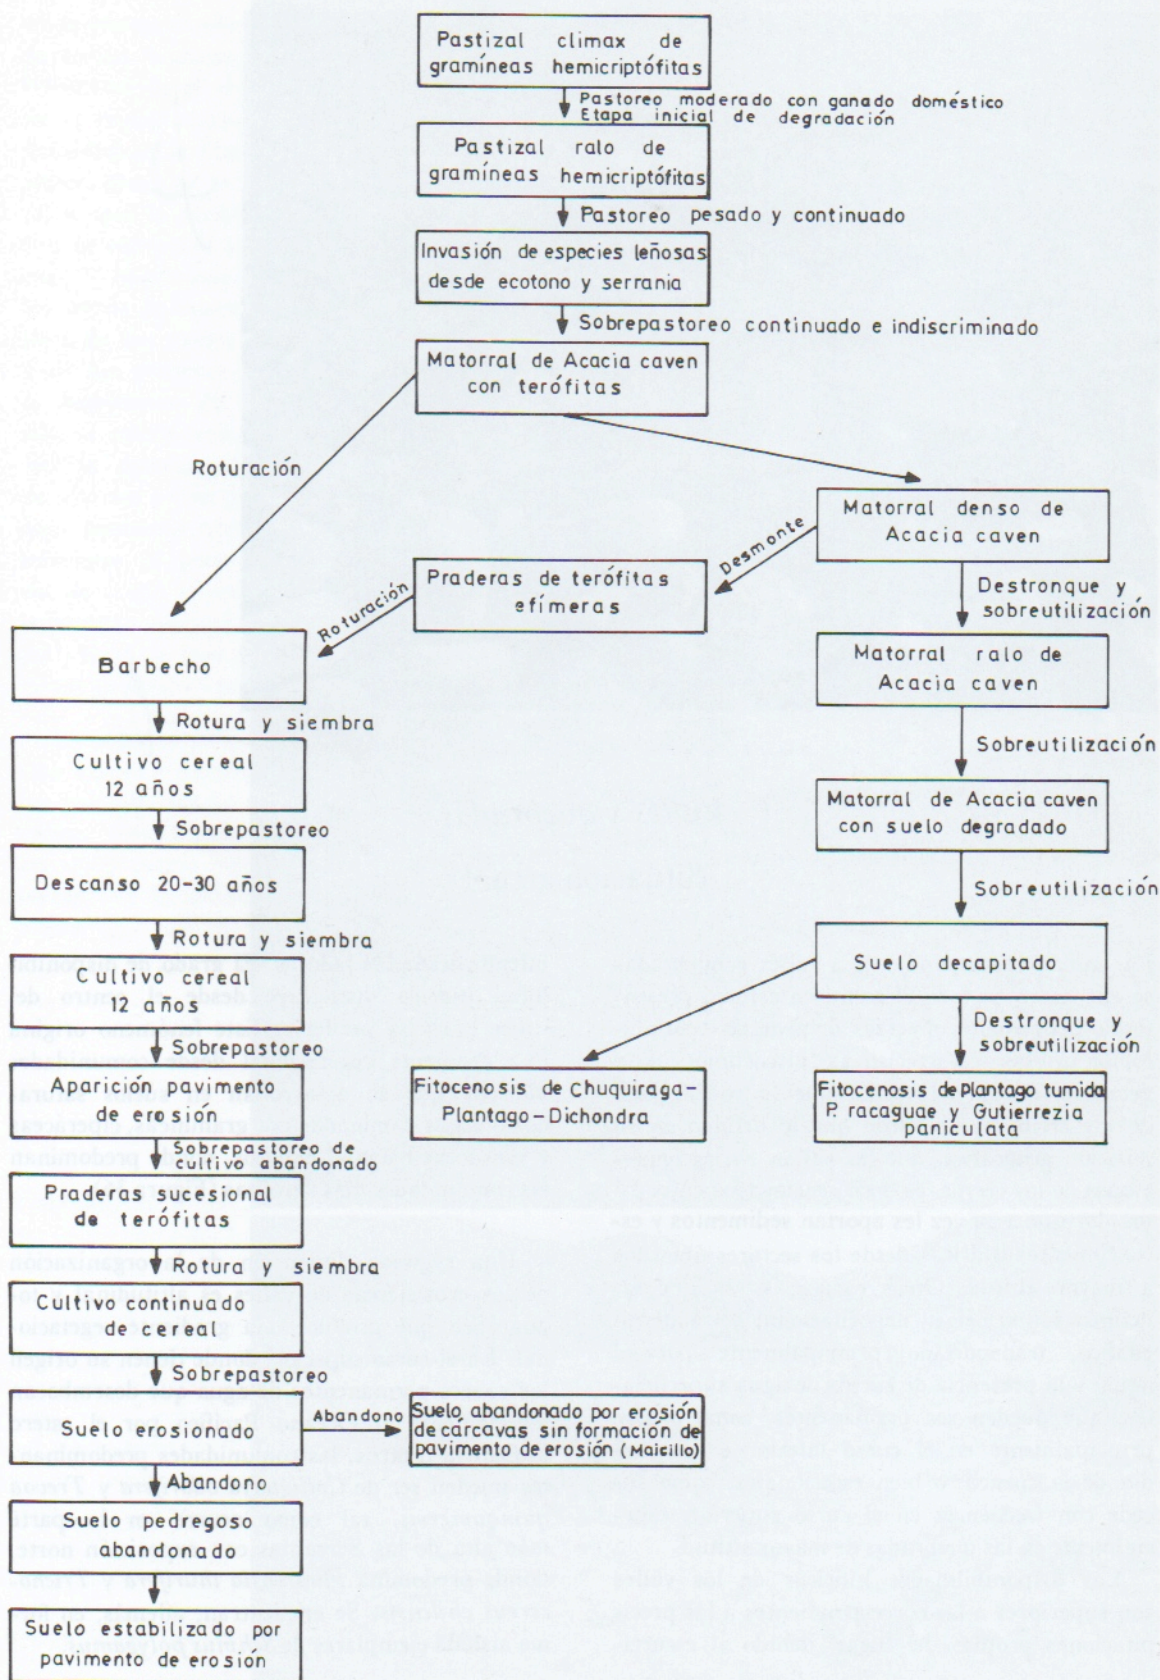 Pastizal climax de
gramíneas hemicriptófitas
Pastoreo moderado con ganado doméstico
Etapa inicial de degradación
Pastizal ralo de
gramíneas hemicriptófitas
Pastoreo pesado y continuado
Invasión de especies leñosas
desde ecotono y serrania
Sobrepastoreo continuado e indiscriminado
Matorral de Acacia caven
con terófitas
Roturación
Matorral denso de
Acacia caven
Desmonte
Praderas de terófitas
efímeras
Roturación
Destronque y
sobreutilización
Barbecho
Matorral ralo de
Acacia caven
Rotura y siembra
Sobreutilización
Cultivo cereal
12 años
Matorral de Acacia caven
con suelo degradado
Sobrepastoreo
Descanso 20-30 años
Sobreutilización
Rotura y siembra
Suelo decapitado
Cultivo cereal
12 años
Destronque y
sobreutilización
Sobrepastoreo
Aparición pavimento
de erosión
Fitocenosis de Chuquiraga-
Plantago-Dichondra
Fitocenosis de Plantago tumida
P. racaguae y Gutierrezia
paniculata
Sobrepastoreo de
cultivo abandonado
Praderas sucesional
de terófitas
Rotura y siembra
Cultivo continuado
de cereal
Sobrepastoreo
Suelo erosionado
Abandono
Suelo abandonado por erosión
de cárcavas sin formación de
pavimento de erosión (Maicillo)
Abandono
Suelo pedregoso
abandonado
Suelo estabilizado por
pavimento de erosión